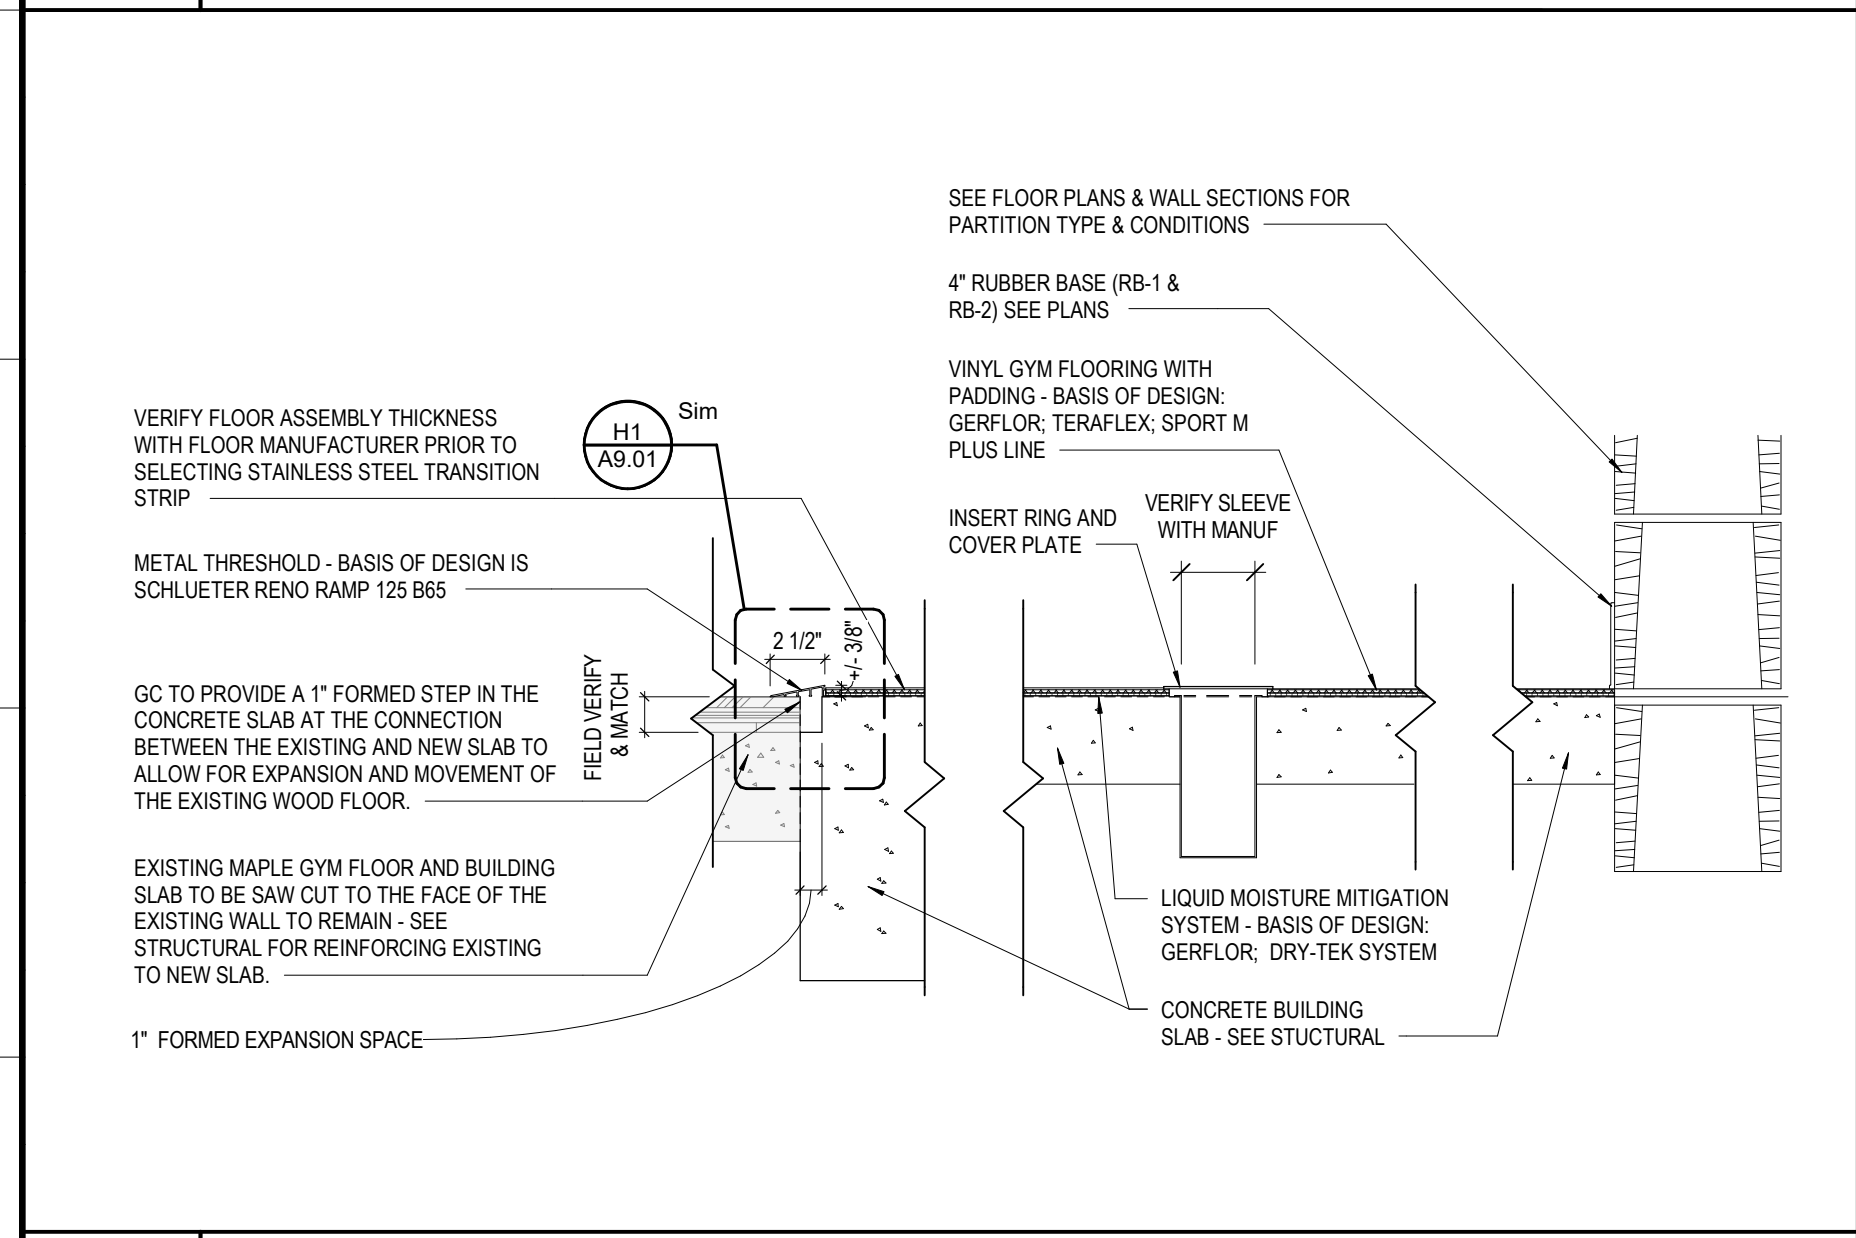 SEE FLOOR PLANS & WALL SECTIONS FOR
PARTITION TYPE & CONDITIONS
4" RUBBER BASE (RB-1 &
RB-2) SEE PLANS
VINYL GYM FLOORING WITH
PADDING - BASIS OF DESIGN:
GERFLOR; TERAFLEX; SPORT M
PLUS LINE
VERIFY FLOOR ASSEMBLY THICKNESS
WITH FLOOR MANUFACTURER PRIOR TO
SELECTING STAINLESS STEEL TRANSITION
STRIP
H1
A9.01
Sim
INSERT RING AND
COVER PLATE
VERIFY SLEEVE
WITH MANUF
METAL THRESHOLD - BASIS OF DESIGN IS
SCHLUETER RENO RAMP 125 B65
2 1/2"
+/- 3/8"
FIELD VERIFY
& MATCH
GC TO PROVIDE A 1" FORMED STEP IN THE
CONCRETE SLAB AT THE CONNECTION
BETWEEN THE EXISTING AND NEW SLAB TO
ALLOW FOR EXPANSION AND MOVEMENT OF
THE EXISTING WOOD FLOOR.
EXISTING MAPLE GYM FLOOR AND BUILDING
SLAB TO BE SAW CUT TO THE FACE OF THE
EXISTING WALL TO REMAIN - SEE
STRUCTURAL FOR REINFORCING EXISTING
TO NEW SLAB.
1" FORMED EXPANSION SPACE
LIQUID MOISTURE MITIGATION
SYSTEM - BASIS OF DESIGN:
GERFLOR; DRY-TEK SYSTEM
CONCRETE BUILDING
SLAB - SEE STUCTURAL